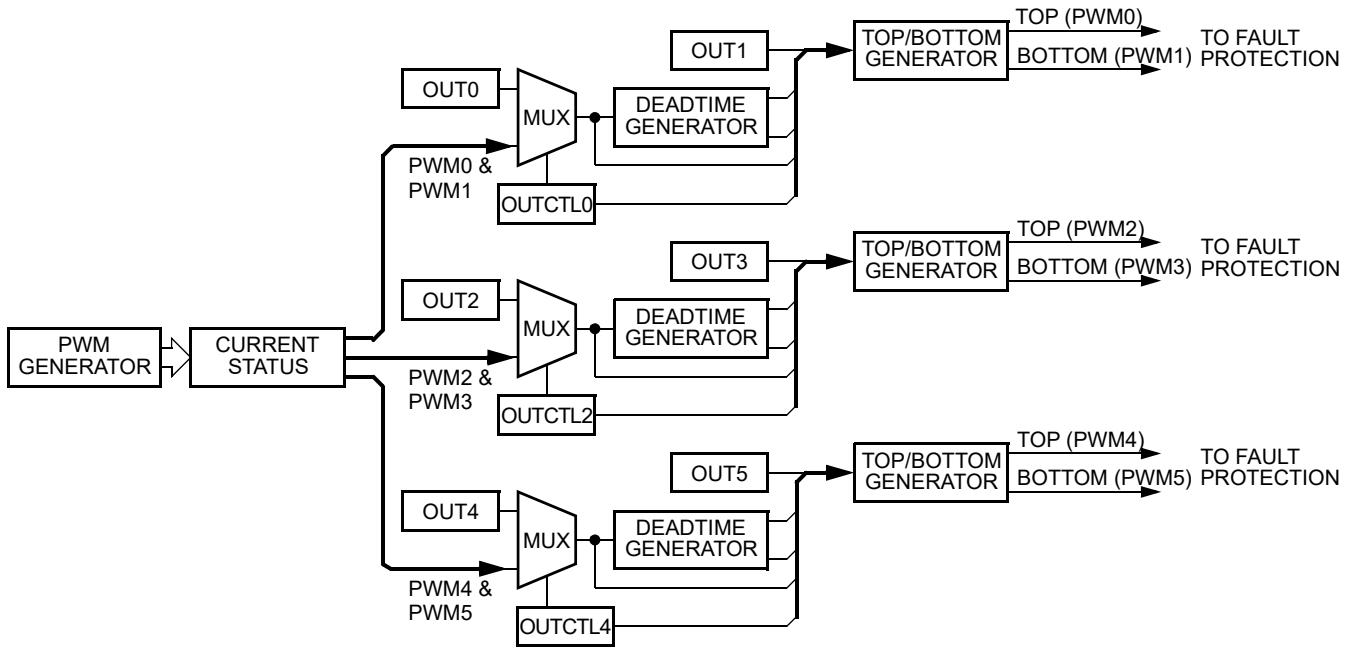 TOP (PWM0)
OUT1
TOP/BOTTOM
GENERATOR
BOTTOM (PWM1)
TO FAULT
PROTECTION
OUT0
MUX
DEADTIME
GENERATOR
PWM0 &
PWM1
OUTCTL0
TOP (PWM2)
OUT3
TOP/BOTTOM
GENERATOR
BOTTOM (PWM3)
TO FAULT
PROTECTION
OUT2
MUX
DEADTIME
GENERATOR
PWM
GENERATOR
CURRENT
STATUS
PWM2 &
PWM3
OUTCTL2
TOP (PWM4)
OUT5
TOP/BOTTOM
GENERATOR
BOTTOM (PWM5)
TO FAULT
PROTECTION
OUT4
MUX
DEADTIME
GENERATOR
PWM4 &
PWM5
OUTCTL4